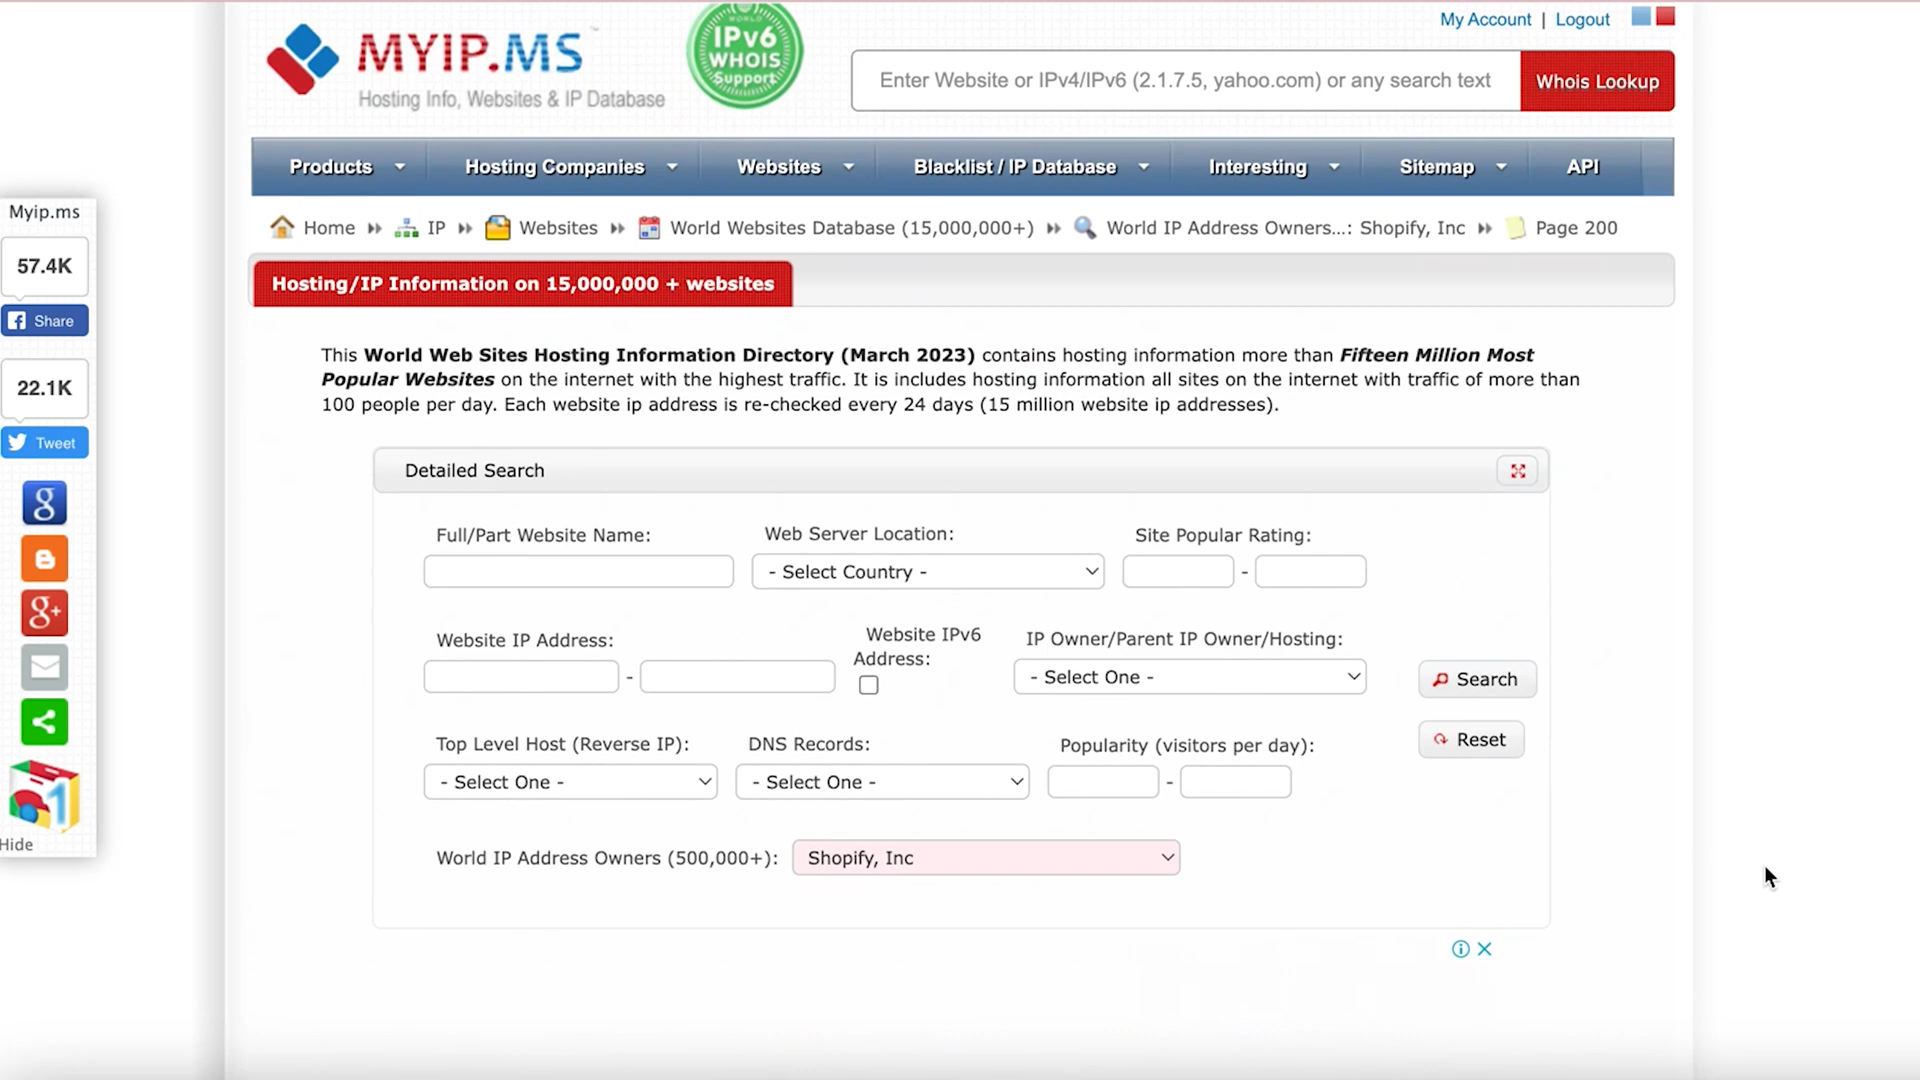 My Account | Logout
MYIP.MS
Hosting Info, Websites & IP Database
WORLD
IPv6
WHOIS
Support
Enter Website or IPv4/IPv6 (2.1.7.5, yahoo.com) or any search text
Whois Lookup
Products Hosting Companies Websites Blacklist / IP Database Interesting Sitemap API
Home IP Websites World Websites Database (15,000,000+) World IP Address Owners...: Shopify, Inc Page 200
Myip.ms
57.4K
Share
22.1K
Tweet
Hide
Hosting/IP Information on 15,000,000 + websites
This World Web Sites Hosting Information Directory (March 2023) contains hosting information more than Fifteen Million Most
Popular Websites on the internet with the highest traffic. It is includes hosting information all sites on the internet with traffic of more than
100 people per day. Each website ip address is re-checked every 24 days (15 million website ip addresses).
Detailed Search
Full/Part Website Name: Web Server Location: Site Popular Rating:
- Select Country - -
Website IP Address: Website IPv6 Address: IP Owner/Parent IP Owner/Hosting:
- - Select One - Search
Reset
Top Level Host (Reverse IP): DNS Records: Popularity (visitors per day):
- Select One - - Select One - -
World IP Address Owners (500,000+): Shopify, Inc